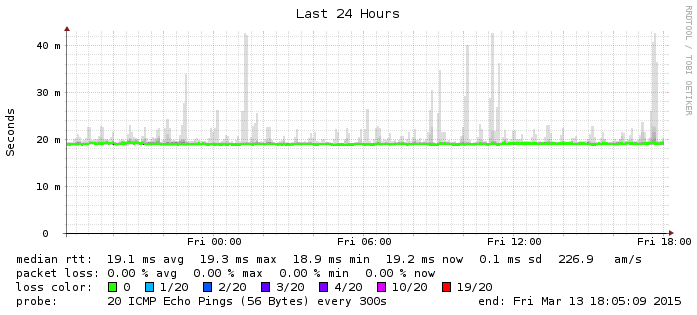 Last 24 Hours
RRDTOOL / TOBI OETIKER
Seconds
40 m
30 m
20 m
10 m
0
Fri 00:00 Fri 06:00 Fri 12:00 Fri 18:00
median rtt: 19.1 ms avg 19.3 ms max 18.9 ms min 19.2 ms now 0.1 ms sd 226.9 am/s
packet loss: 0.00 % avg 0.00 % max 0.00 % min 0.00 % now
loss color: 0 1/20 2/20 3/20 4/20 10/20 19/20
probe: 20 ICMP Echo Pings (56 Bytes) every 300s end: Fri Mar 13 18:05:09 2015